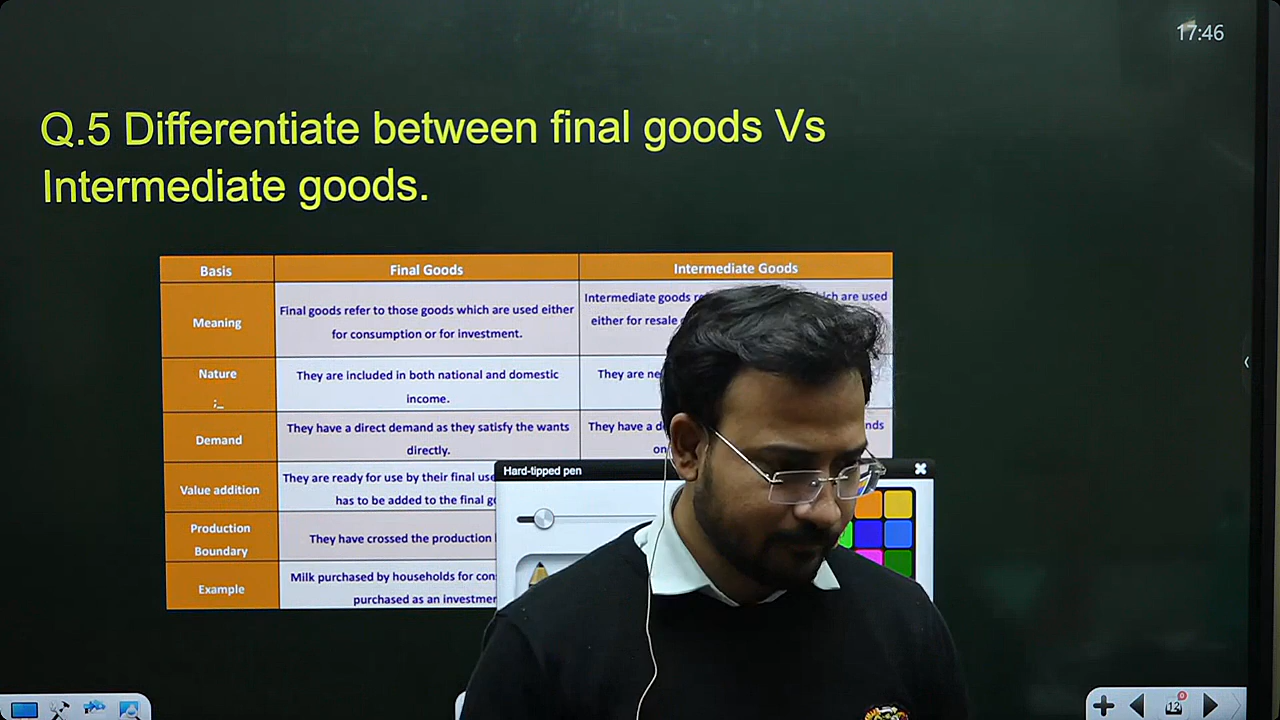 17:46
Q.5 Differentiate between final goods Vs
Intermediate goods.
Basis Final Goods Intermediate Goods
Meaning
Final goods refer to those goods which are used either
for consumption or for investment.
Intermediate goods which are used
either for resale
Nature
;_
They are included in both national and domestic
income.
They are
Demand
They have a direct demand as they satisfy the wants
directly.
They have a
Value addition
They are ready for use by their final
has to be added to the final
Production
Boundary
They have crossed the production
Example
Milk purchased by households for
purchased as an
Hard-tipped pen
12
0